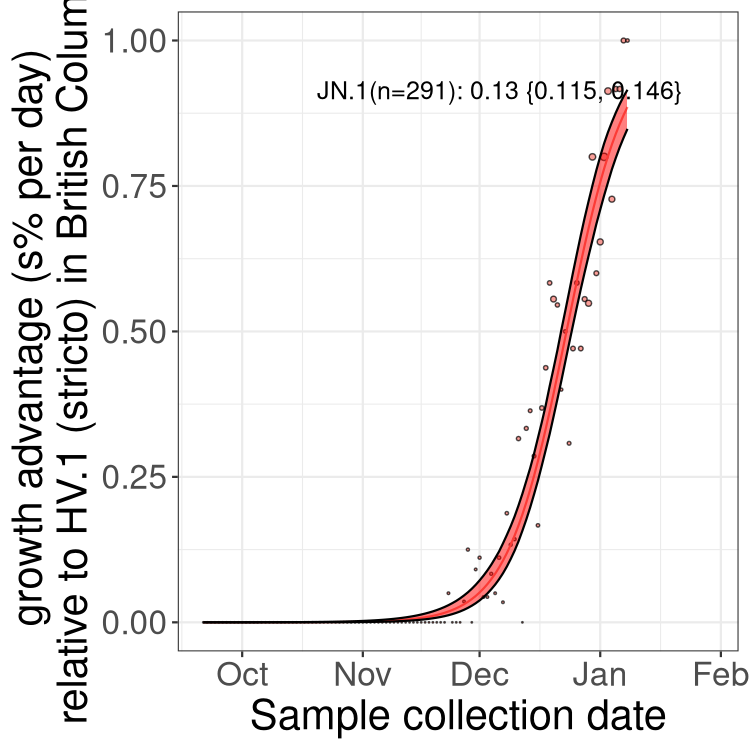 growth advantage (s% per day)
relative to HV.1 (stricto) in British Colum
1.00
0.75
0.50
0.25
0.00
JN.1(n=291): 0.13 {0.115, 0.146}
Oct Nov Dec Jan Feb
Sample collection date